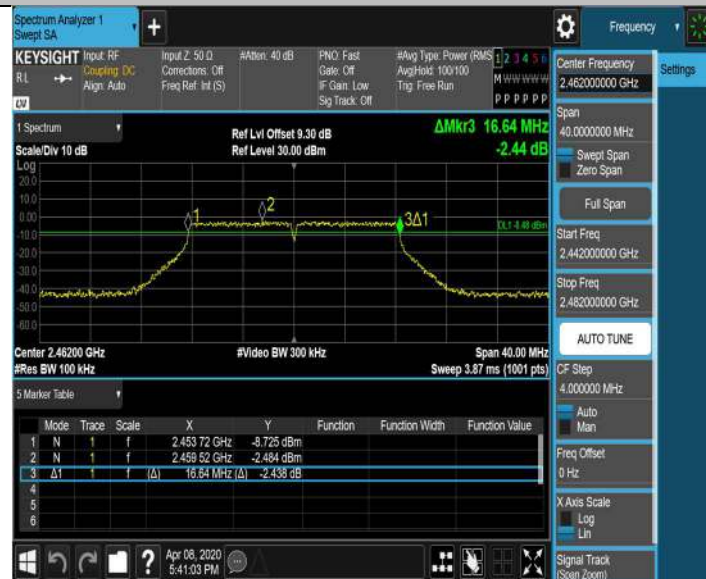 Spectrum Analyzer 1
Swept SA
+
Frequency
KEYSIGHT
RL
Input: RF
Coupling: DC
Align: Auto
Input Z: 50 Ω
Corrections: Off
Freq Ref: Int (S)
#Atten: 40 dB
PNO: Fast
Gate: Off
IF Gain: Low
Sig Track: Off
#Avg Type: Power (RMS
Avg|Hold: 100/100
Trig: Free Run
1 2 3 4 5 6
M W W W W W
P P P P P P
1 Spectrum
Scale/Div 10 dB
Ref Lvl Offset 9.30 dB
Ref Level 30.00 dBm
ΔMkr3 16.64 MHz
-2.44 dB
Log
20.0
10.0
0.00
-10.0
-20.0
-30.0
-40.0
-50.0
-60.0
1
2
3Δ1
DL1 -8.48 dBm
Center 2.46200 GHz
#Video BW 300 kHz
Span 40.00 MHz
#Res BW 100 kHz
Sweep 3.87 ms (1001 pts)
5 Marker Table
Mode Trace Scale X Y Function Function Width Function Value
1 N 1 f 2.453 72 GHz -8.725 dBm
2 N 1 f 2.459 52 GHz -2.484 dBm
3 Δ1 1 f (Δ) 16.64 MHz (Δ) -2.438 dB
4
5
6
?
Apr 08, 2020
5:41:03 PM
Center Frequency
2.462000000 GHz
Settings
Span
40.0000000 MHz
Swept Span
Zero Span
Full Span
Start Freq
2.442000000 GHz
Stop Freq
2.482000000 GHz
AUTO TUNE
CF Step
4.000000 MHz
Auto
Man
Freq Offset
0 Hz
X Axis Scale
Log
Lin
Signal Track
(Span Zoom)